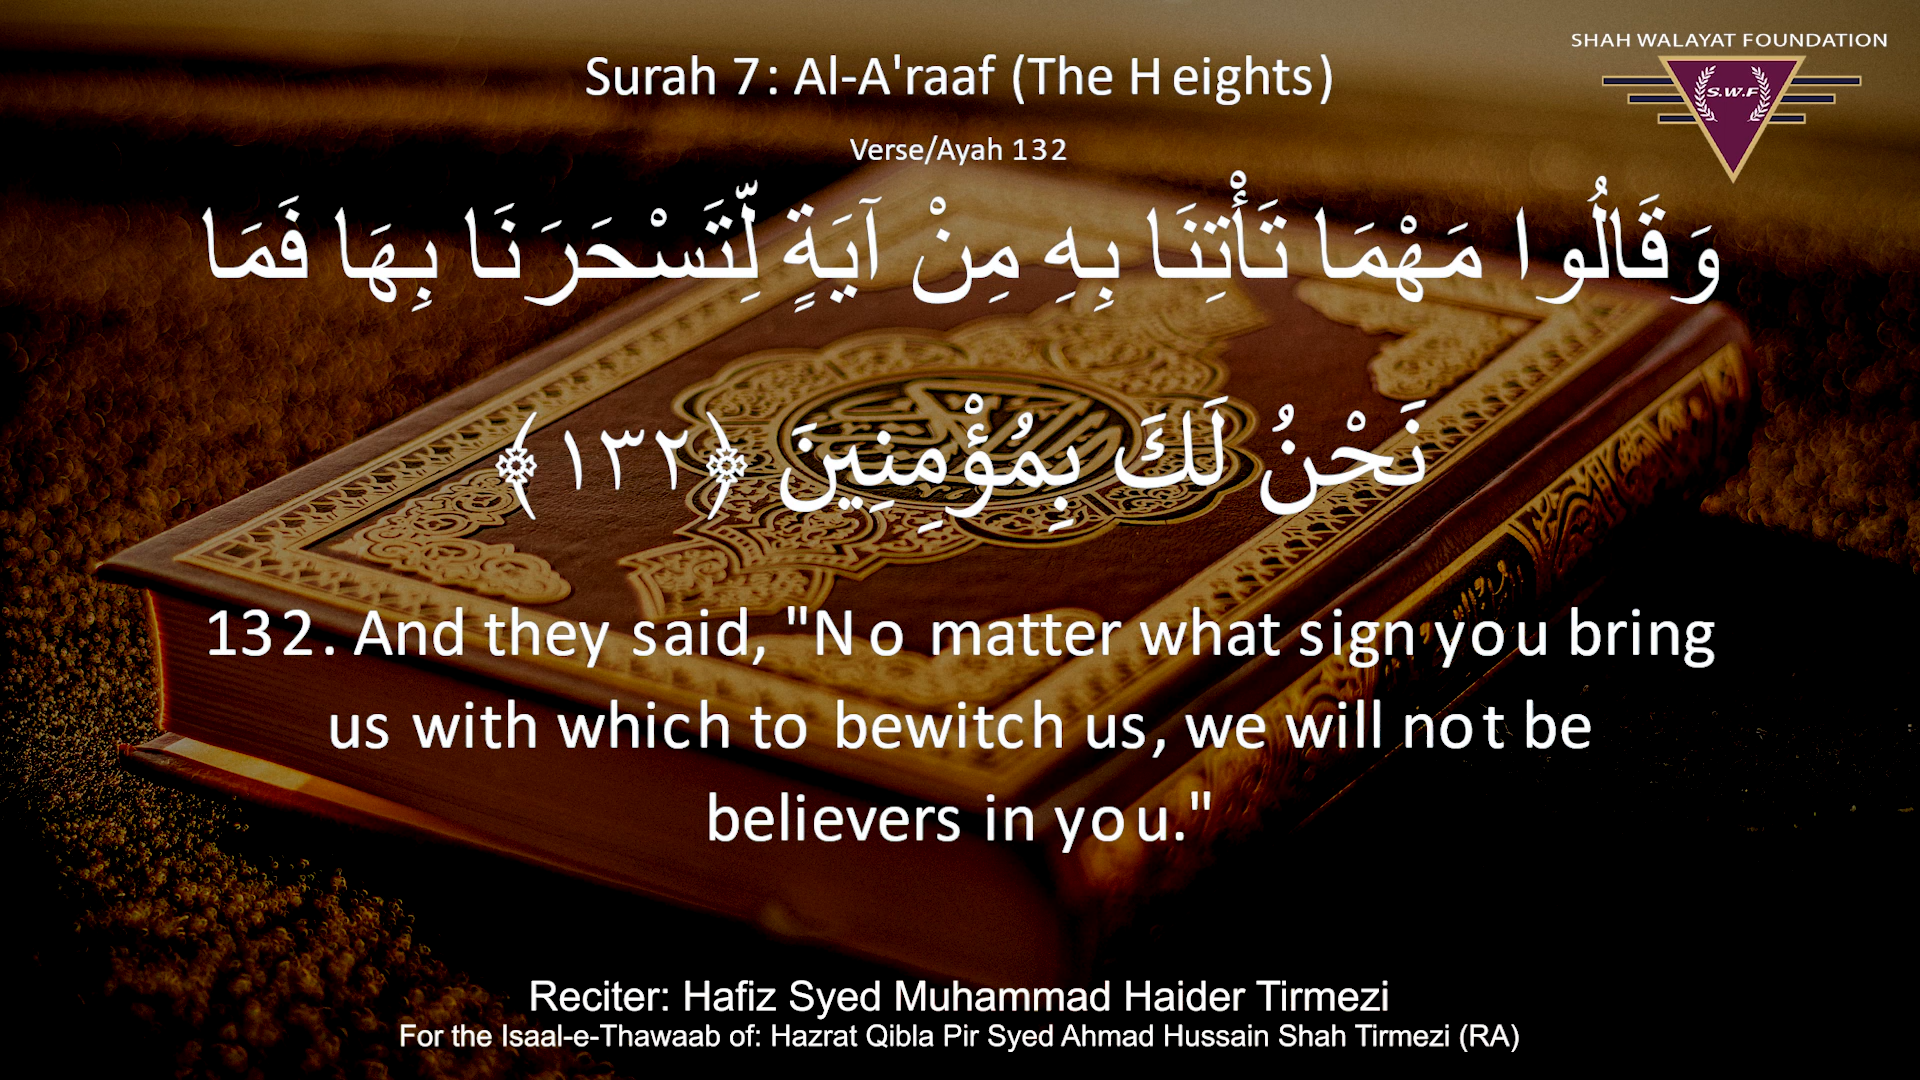 SHAH WALAYAT FOUNDATION
S.W.F
Surah 7: Al-A'raaf (The Heights)
Verse/Ayah 132
وَقَالُوا مَهْمَا تَأْتِنَا بِهِ مِنْ آيَةٍ لِّتَسْحَرَنَا بِهَا فَمَا
نَحْنُ لَكَ بِمُؤْمِنِينَ ﴿١٣٢﴾
132. And they said, "No matter what sign you bring
us with which to bewitch us, we will not be
believers in you."
Reciter: Hafiz Syed Muhammad Haider Tirmezi
For the Isaal-e-Thawaab of: Hazrat Qibla Pir Syed Ahmad Hussain Shah Tirmezi (RA)